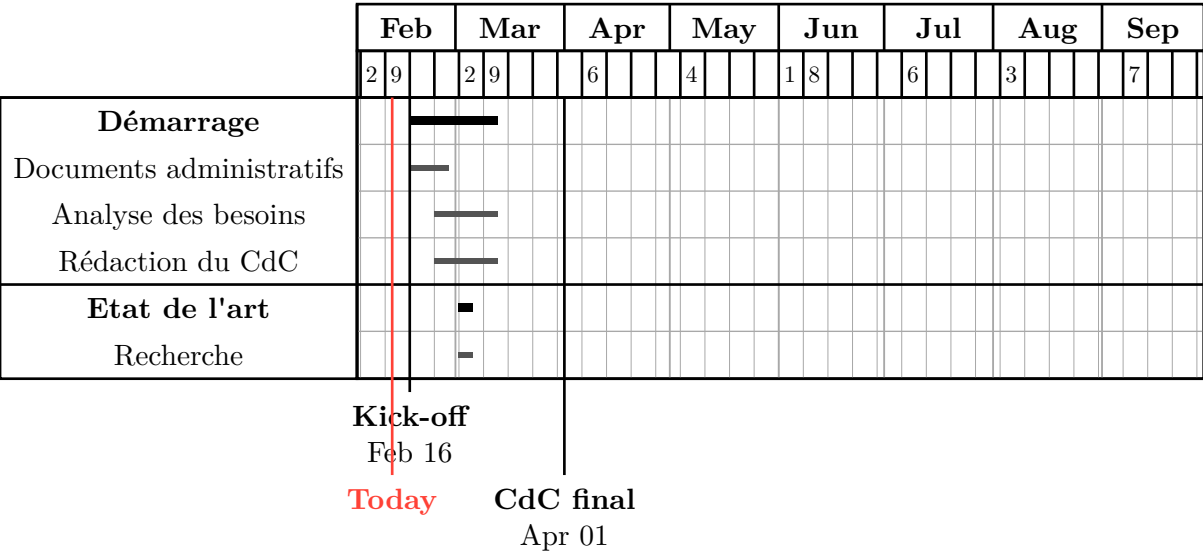 Feb Mar Apr May Jun Jul Aug Sep
2 9 2 9 6 4 1 8 6 3 7
Démarrage
Documents administratifs
Analyse des besoins
Rédaction du CdC
Etat de l'art
Recherche
Kick-off
Feb 16
Today CdC final
Apr 01